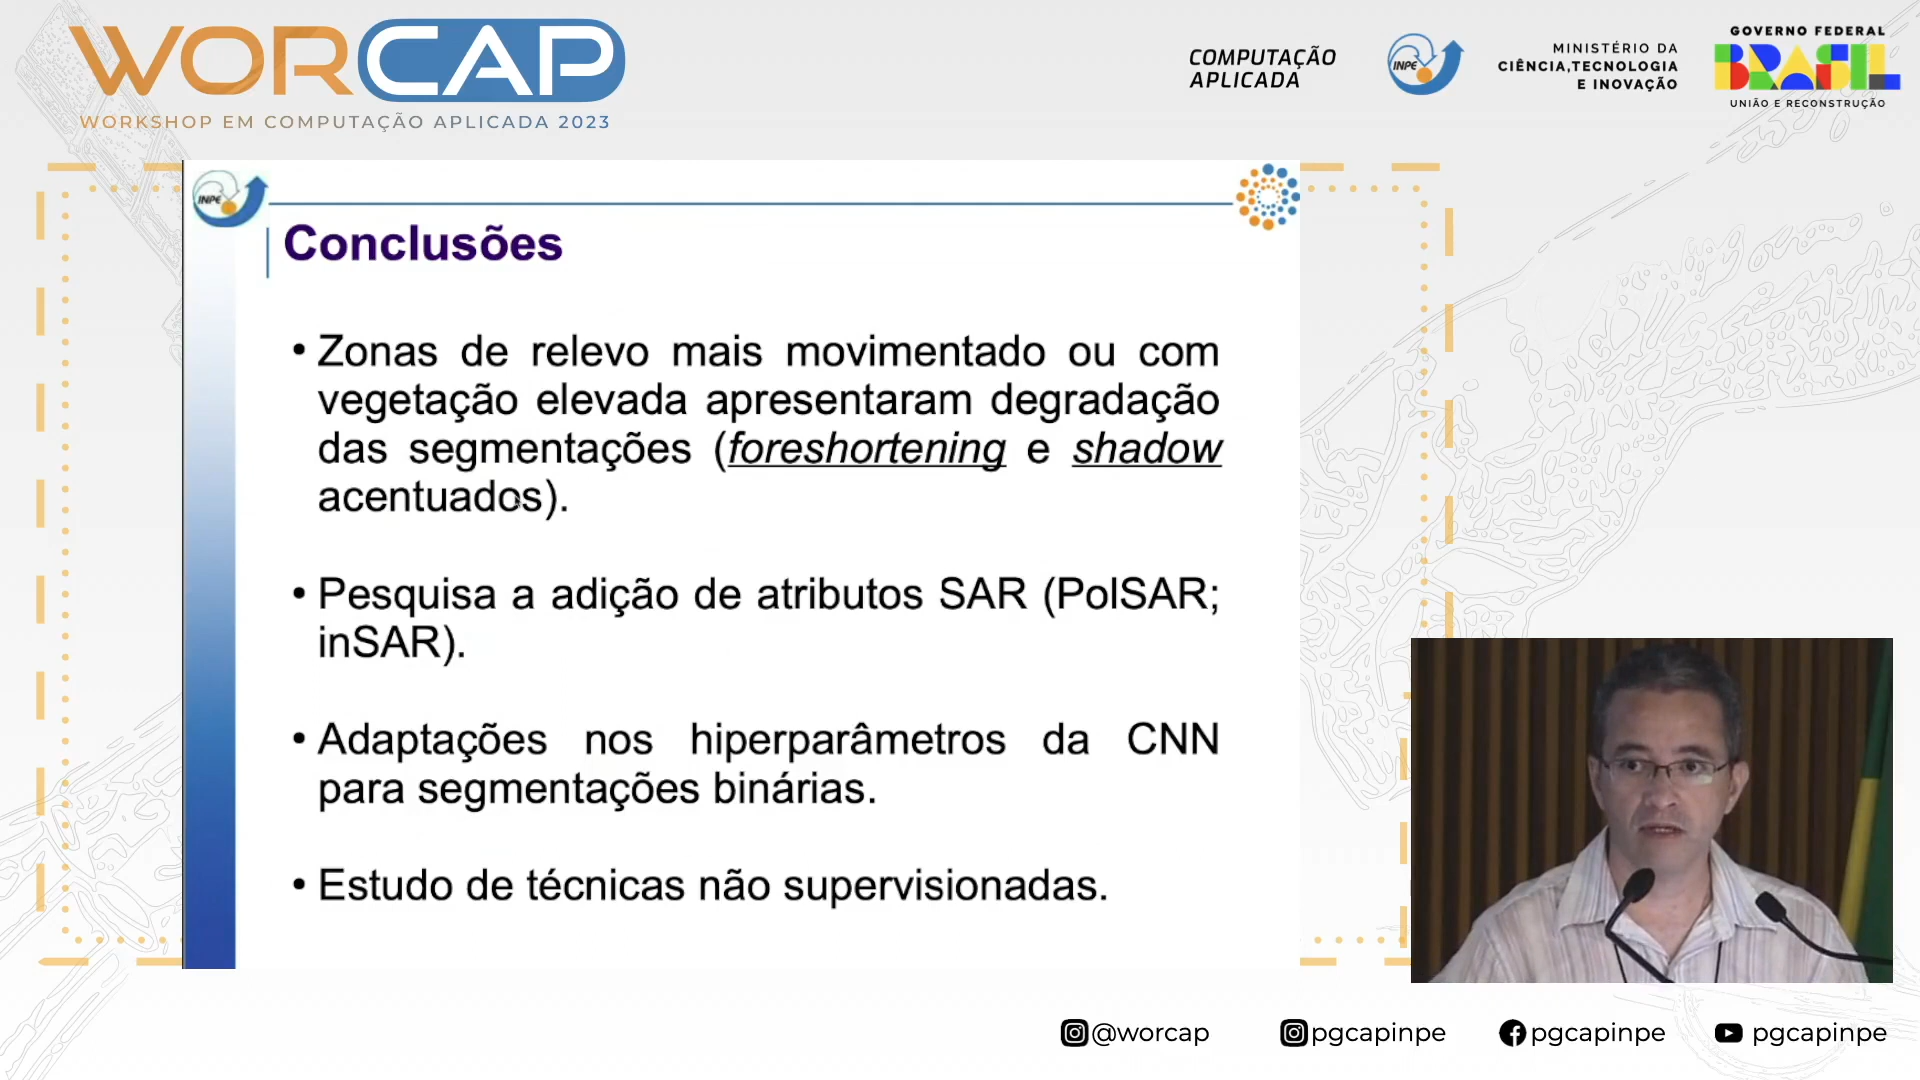 WORCAP
WORKSHOP EM COMPUTAÇÃO APLICADA 2023
COMPUTAÇÃO
APLICADA
INPE
MINISTÉRIO DA
CIÊNCIA,TECNOLOGIA
E INOVAÇÃO
GOVERNO FEDERAL
BRASIL
UNIÃO E RECONSTRUÇÃO
INPE
Conclusões
• Zonas de relevo mais movimentado ou com
vegetação elevada apresentaram degradação
das segmentações (foreshortening e shadow
acentuados).
• Pesquisa a adição de atributos SAR (PolSAR;
inSAR).
• Adaptações nos hiperparâmetros da CNN
para segmentações binárias.
• Estudo de técnicas não supervisionadas.
@worcap
pgcapinpe
pgcapinpe
pgcapinpe